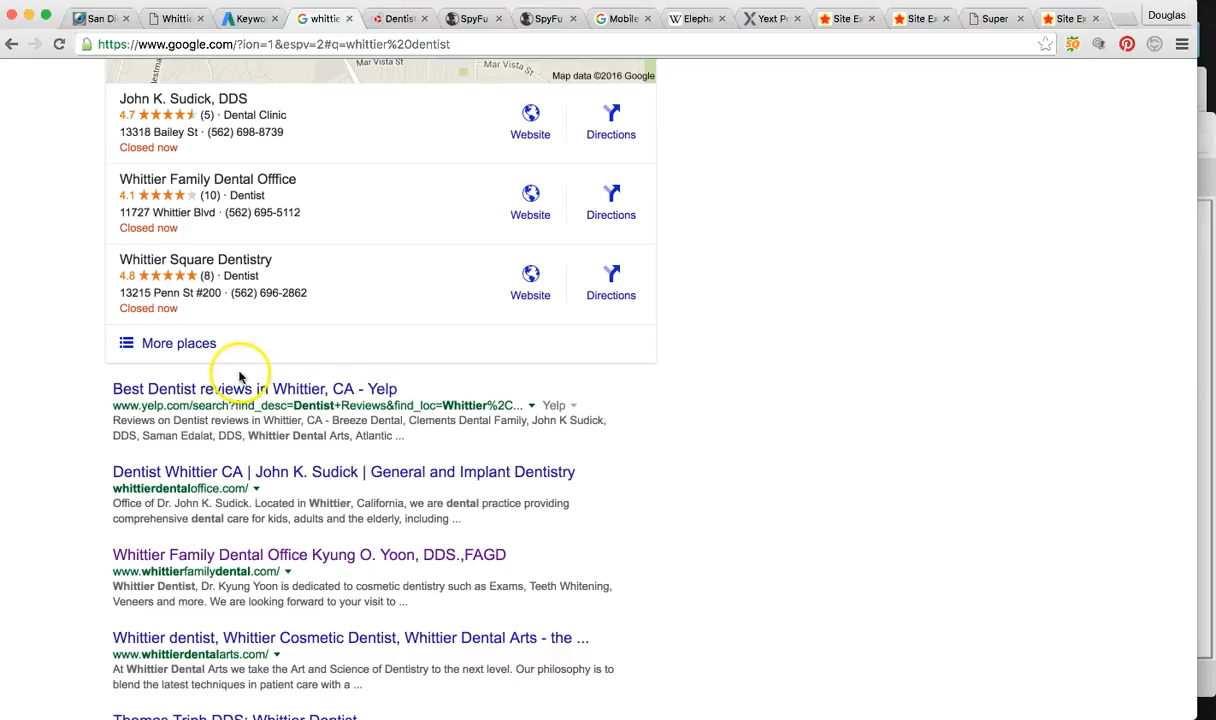 San Di
Whittie
Keywo
whittie
Dentis
SpyFu
SpyFu
Mobile
Elepha
Yext P
Site Ex
Site Ex
Super
Site Ex
Douglas
https://www.google.com/?ion=1&espv=2#q=whittier%20dentist
Mar Vista St
Mar Vista St
Map data ©2016 Google
John K. Sudick, DDS
4.7 (5) · Dental Clinic
13318 Bailey St · (562) 698-8739
Closed now
Website
Directions
Whittier Family Dental Offfice
4.1 (10) · Dentist
11727 Whittier Blvd · (562) 695-5112
Closed now
Website
Directions
Whittier Square Dentistry
4.8 (8) · Dentist
13215 Penn St #200 · (562) 696-2862
Closed now
Website
Directions
More places
Best Dentist reviews in Whittier, CA - Yelp
www.yelp.com/search?find_desc=Dentist+Reviews&find_loc=Whittier%2C... Yelp
Reviews on Dentist reviews in Whittier, CA - Breeze Dental, Clements Dental Family, John K Sudick,
DDS, Saman Edalat, DDS, Whittier Dental Arts, Atlantic ...
Dentist Whittier CA | John K. Sudick | General and Implant Dentistry
whittierdentaloffice.com/
Office of Dr. John K. Sudick. Located in Whittier, California, we are dental practice providing
comprehensive dental care for kids, adults and the elderly, including ...
Whittier Family Dental Office Kyung O. Yoon, DDS.,FAGD
www.whittierfamilydental.com/
Whittier Dentist, Dr. Kyung Yoon is dedicated to cosmetic dentistry such as Exams, Teeth Whitening,
Veneers and more. We are looking forward to your visit to ...
Whittier dentist, Whittier Cosmetic Dentist, Whittier Dental Arts - the ...
www.whittierdentalarts.com/
At Whittier Dental Arts we take the Art and Science of Dentistry to the next level. Our philosophy is to
blend the latest techniques in patient care with a ...
Thomas Trinh DDS: Whittier Dentist